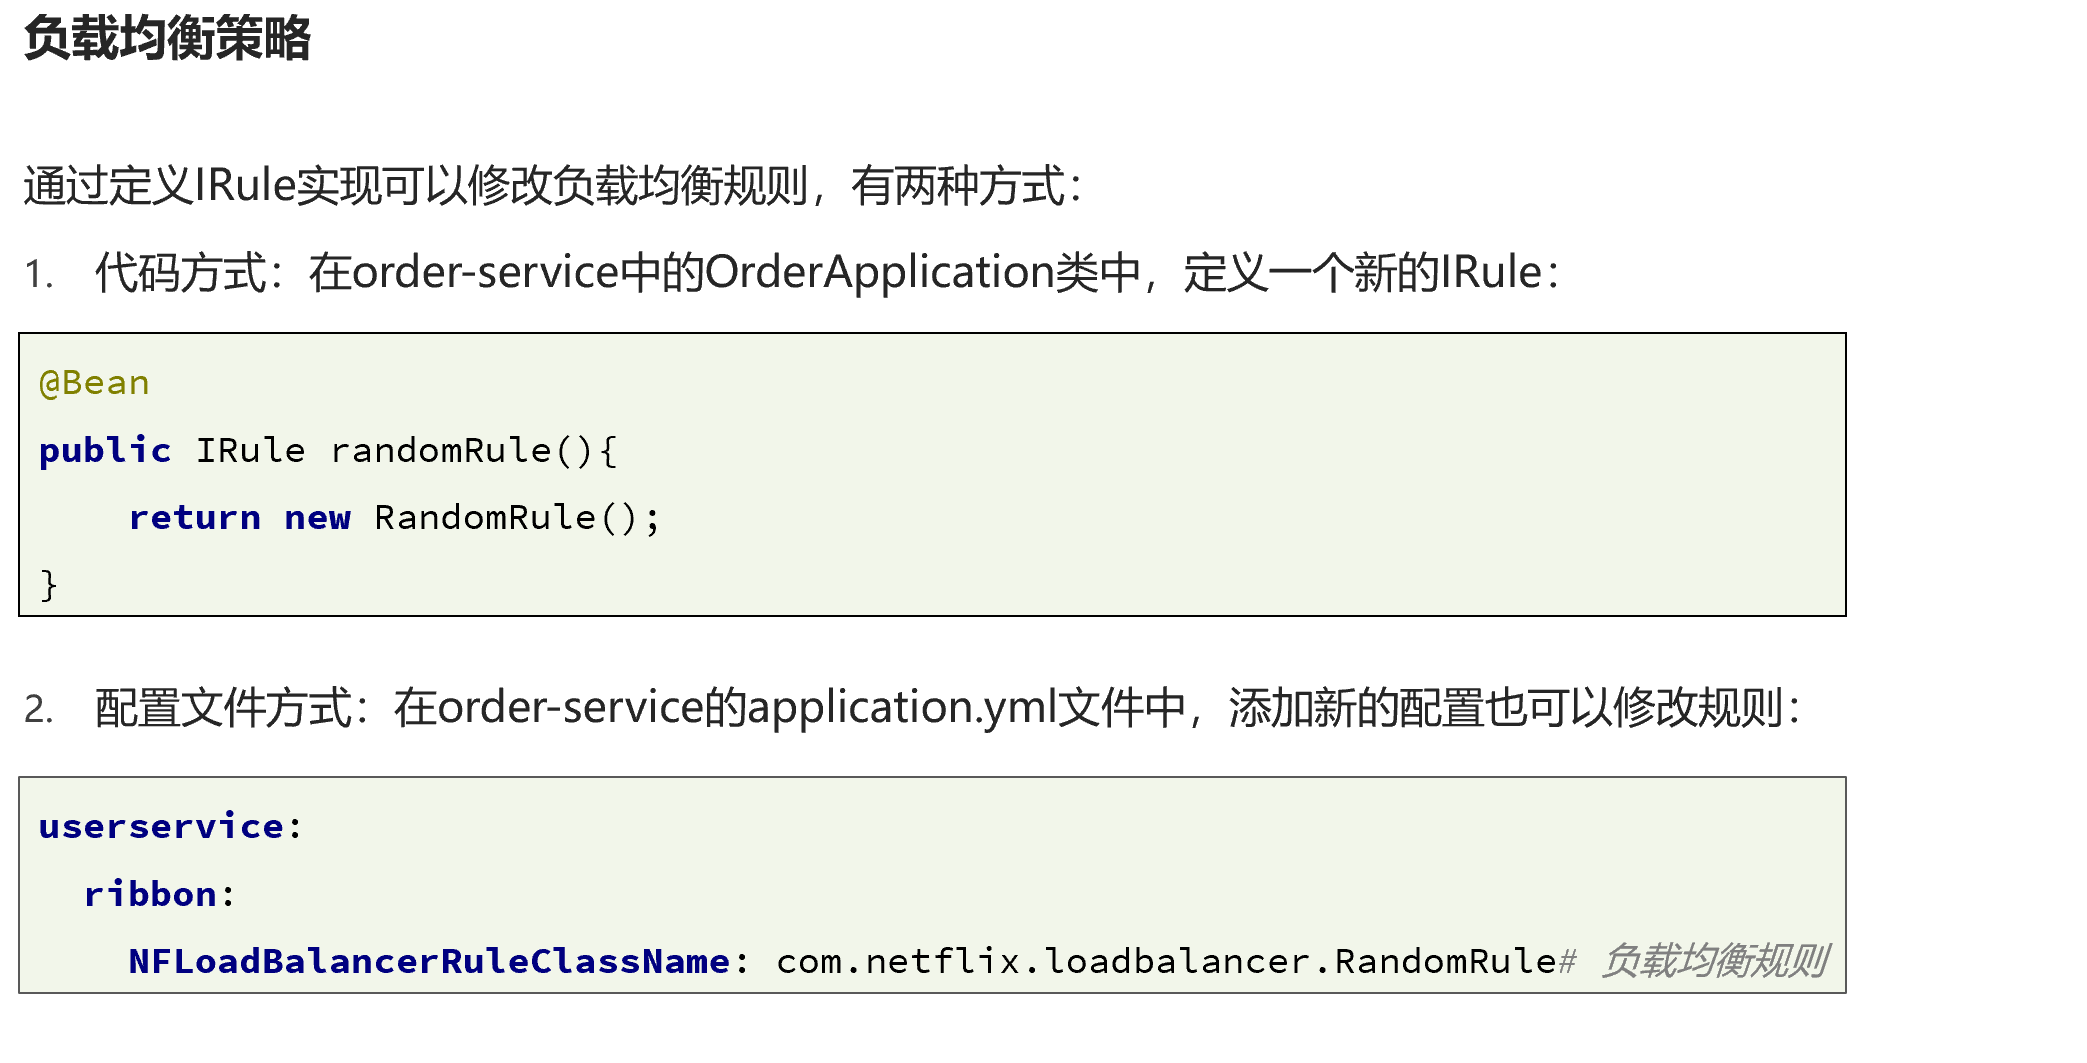 负载均衡策略
通过定义IRule实现可以修改负载均衡规则，有两种方式：
1. 代码方式：在order-service中的OrderApplication类中，定义一个新的IRule：
@Bean
public IRule randomRule(){
    return new RandomRule();
}
2. 配置文件方式：在order-service的application.yml文件中，添加新的配置也可以修改规则：
userservice:
  ribbon:
    NFLoadBalancerRuleClassName: com.netflix.loadbalancer.RandomRule# 负载均衡规则